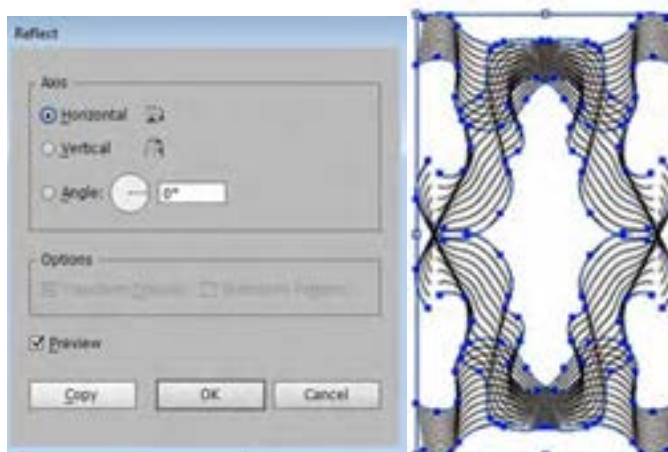 Reflect
Axis
Horizontal
Vertical
Angle: 0°
Options
Preview
Copy OK Cancel